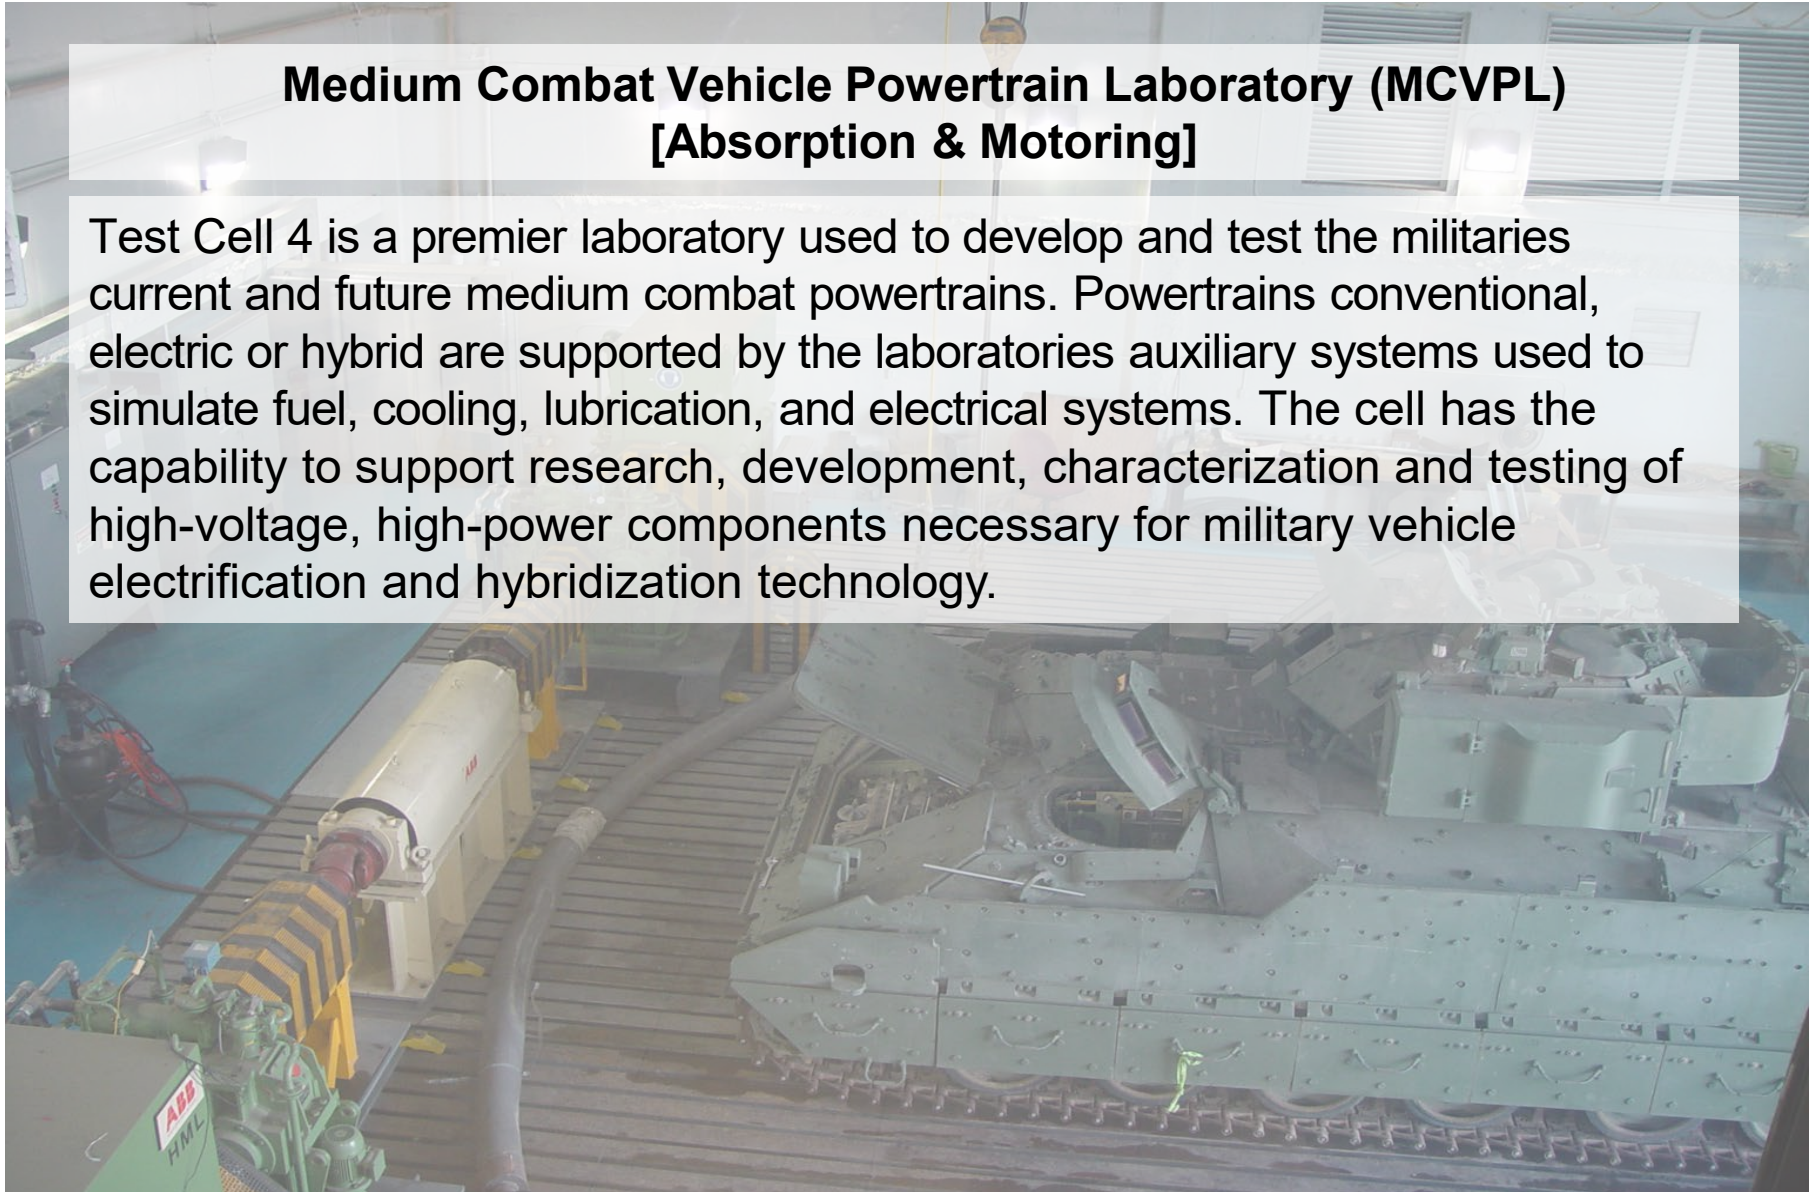 Medium Combat Vehicle Powertrain Laboratory (MCVPL)
[Absorption & Motoring]
Test Cell 4 is a premier laboratory used to develop and test the militaries
current and future medium combat powertrains. Powertrains conventional,
electric or hybrid are supported by the laboratories auxiliary systems used to
simulate fuel, cooling, lubrication, and electrical systems. The cell has the
capability to support research, development, characterization and testing of
high-voltage, high-power components necessary for military vehicle
electrification and hybridization technology.
ABB
ABB
HML